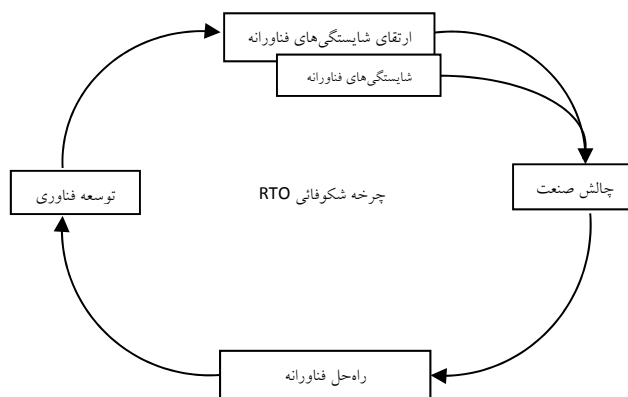 ارتقای شایستگی‌های فناورانه
شایستگی‌های فناورانه
چالش صنعت
چرخه شکوفائی RTO
توسعه فناوری
راه‌حل فناورانه